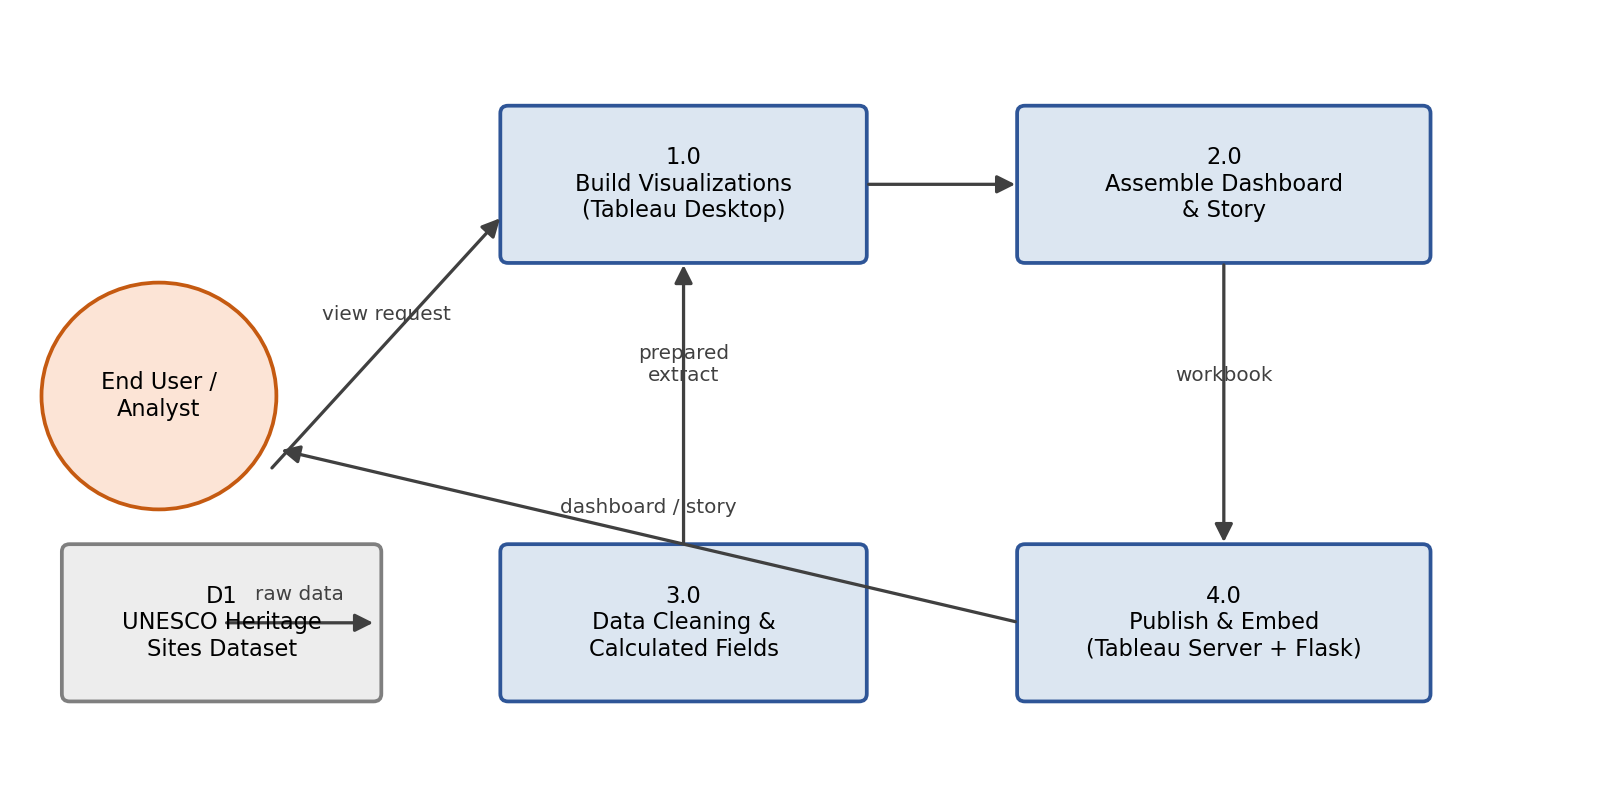 1.0
Build Visualizations
(Tableau Desktop)
2.0
Assemble Dashboard
& Story
view request
End User /
Analyst
prepared
extract
workbook
dashboard / story
D1
raw data
UNESCO Heritage
Sites Dataset
3.0
Data Cleaning &
Calculated Fields
4.0
Publish & Embed
(Tableau Server + Flask)